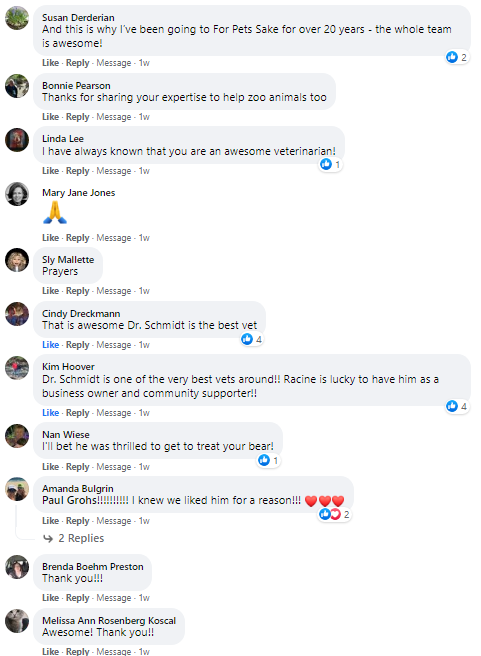 Susan Derderian
And this is why I've been going to For Pets Sake for over 20 years - the whole team
is awesome!
2
Like · Reply · Message · 1w
Bonnie Pearson
Thanks for sharing your expertise to help zoo animals too
Like · Reply · Message · 1w
Linda Lee
I have always known that you are an awesome veterinarian!
1
Like · Reply · Message · 1w
Mary Jane Jones
🙏
Like · Reply · Message · 1w
Sly Mallette
Prayers
Like · Reply · Message · 1w
Cindy Dreckmann
That is awesome Dr. Schmidt is the best vet
4
Like · Reply · Message · 1w
Kim Hoover
Dr. Schmidt is one of the very best vets around!! Racine is lucky to have him as a
business owner and community supporter!!
4
Like · Reply · Message · 1w
Nan Wiese
I'll bet he was thrilled to get to treat your bear!
1
Like · Reply · Message · 1w
Amanda Bulgrin
Paul Grohs!!!!!!!!!! I knew we liked him for a reason!!! ❤️❤️❤️
2
Like · Reply · Message · 1w
2 Replies
Brenda Boehm Preston
Thank you!!!
Like · Reply · Message · 1w
Melissa Ann Rosenberg Koscal
Awesome! Thank you!!
Like · Reply · Message · 1w